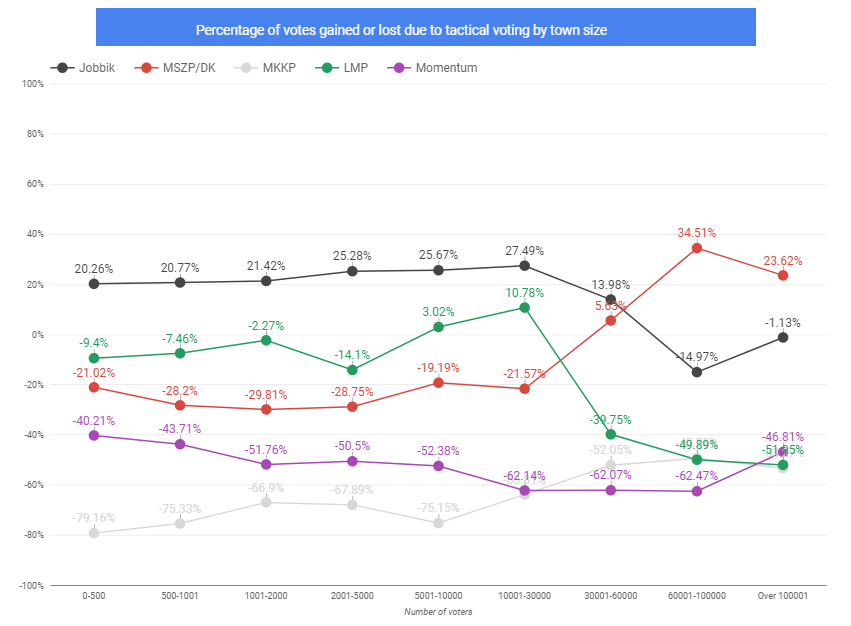 Percentage of votes gained or lost due to tactical voting by town size
Jobbik MSZP/DK MKKP LMP Momentum
100%
80%
60%
40%
20%
0%
-20%
-40%
-60%
-80%
-100%
20.26% 20.77% 21.42% 25.28% 25.67% 27.49% 13.98% -14.97% -1.13%
-21.02% -28.2% -29.81% -28.75% -19.19% -21.57% 5.63% 34.51% 23.62%
-9.4% -7.46% -2.27% -14.1% 3.02% 10.78% -39.75% -49.89%
-40.21% -43.71% -51.76% -50.5% -52.38% -62.14% -62.07% -62.47% -46.81%
-79.16% -75.33% -66.9% -67.89% -75.15% -52.05%
0-500 500-1001 1001-2000 2001-5000 5001-10000 10001-30000 30001-60000 60001-100000 Over 100001
Number of voters